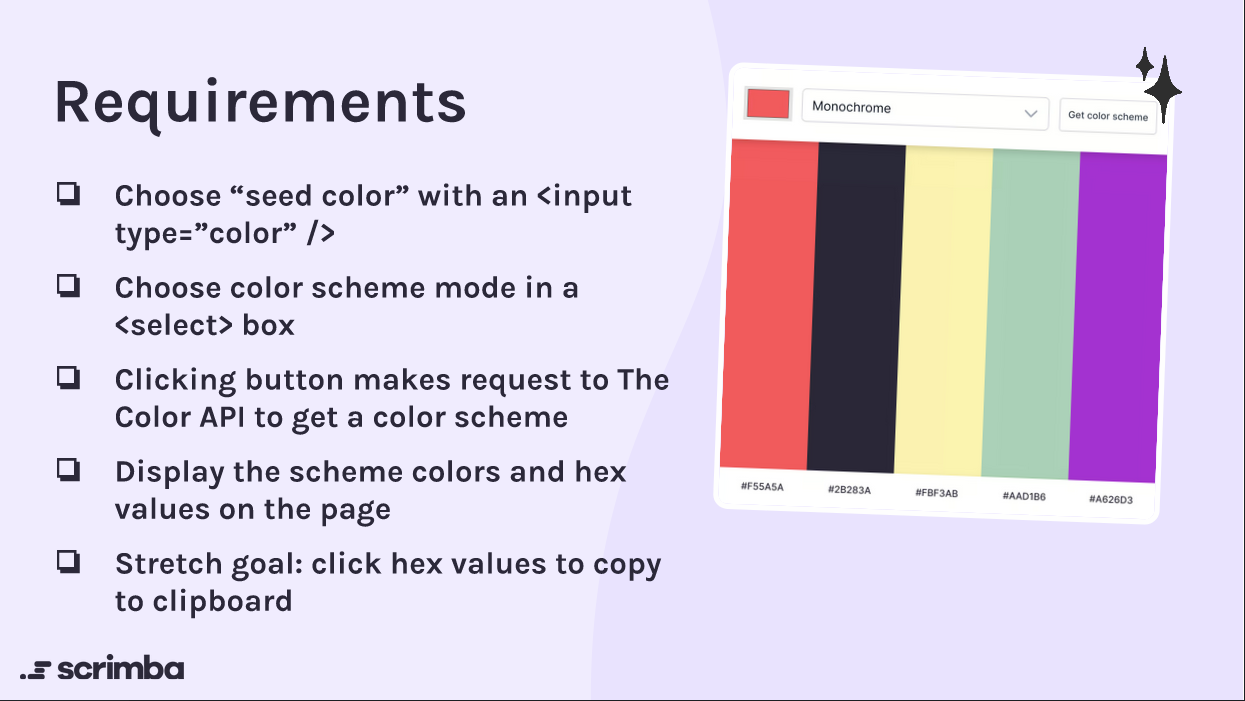 Requirements
Choose “seed color” with an <input
type=”color” />
Choose color scheme mode in a
<select> box
Clicking button makes request to The
Color API to get a color scheme
Display the scheme colors and hex
values on the page
Stretch goal: click hex values to copy
to clipboard
scrimba
Monochrome
Get color scheme
#F55A5A
#2B283A
#FBF3AB
#AAD1B6
#A626D3